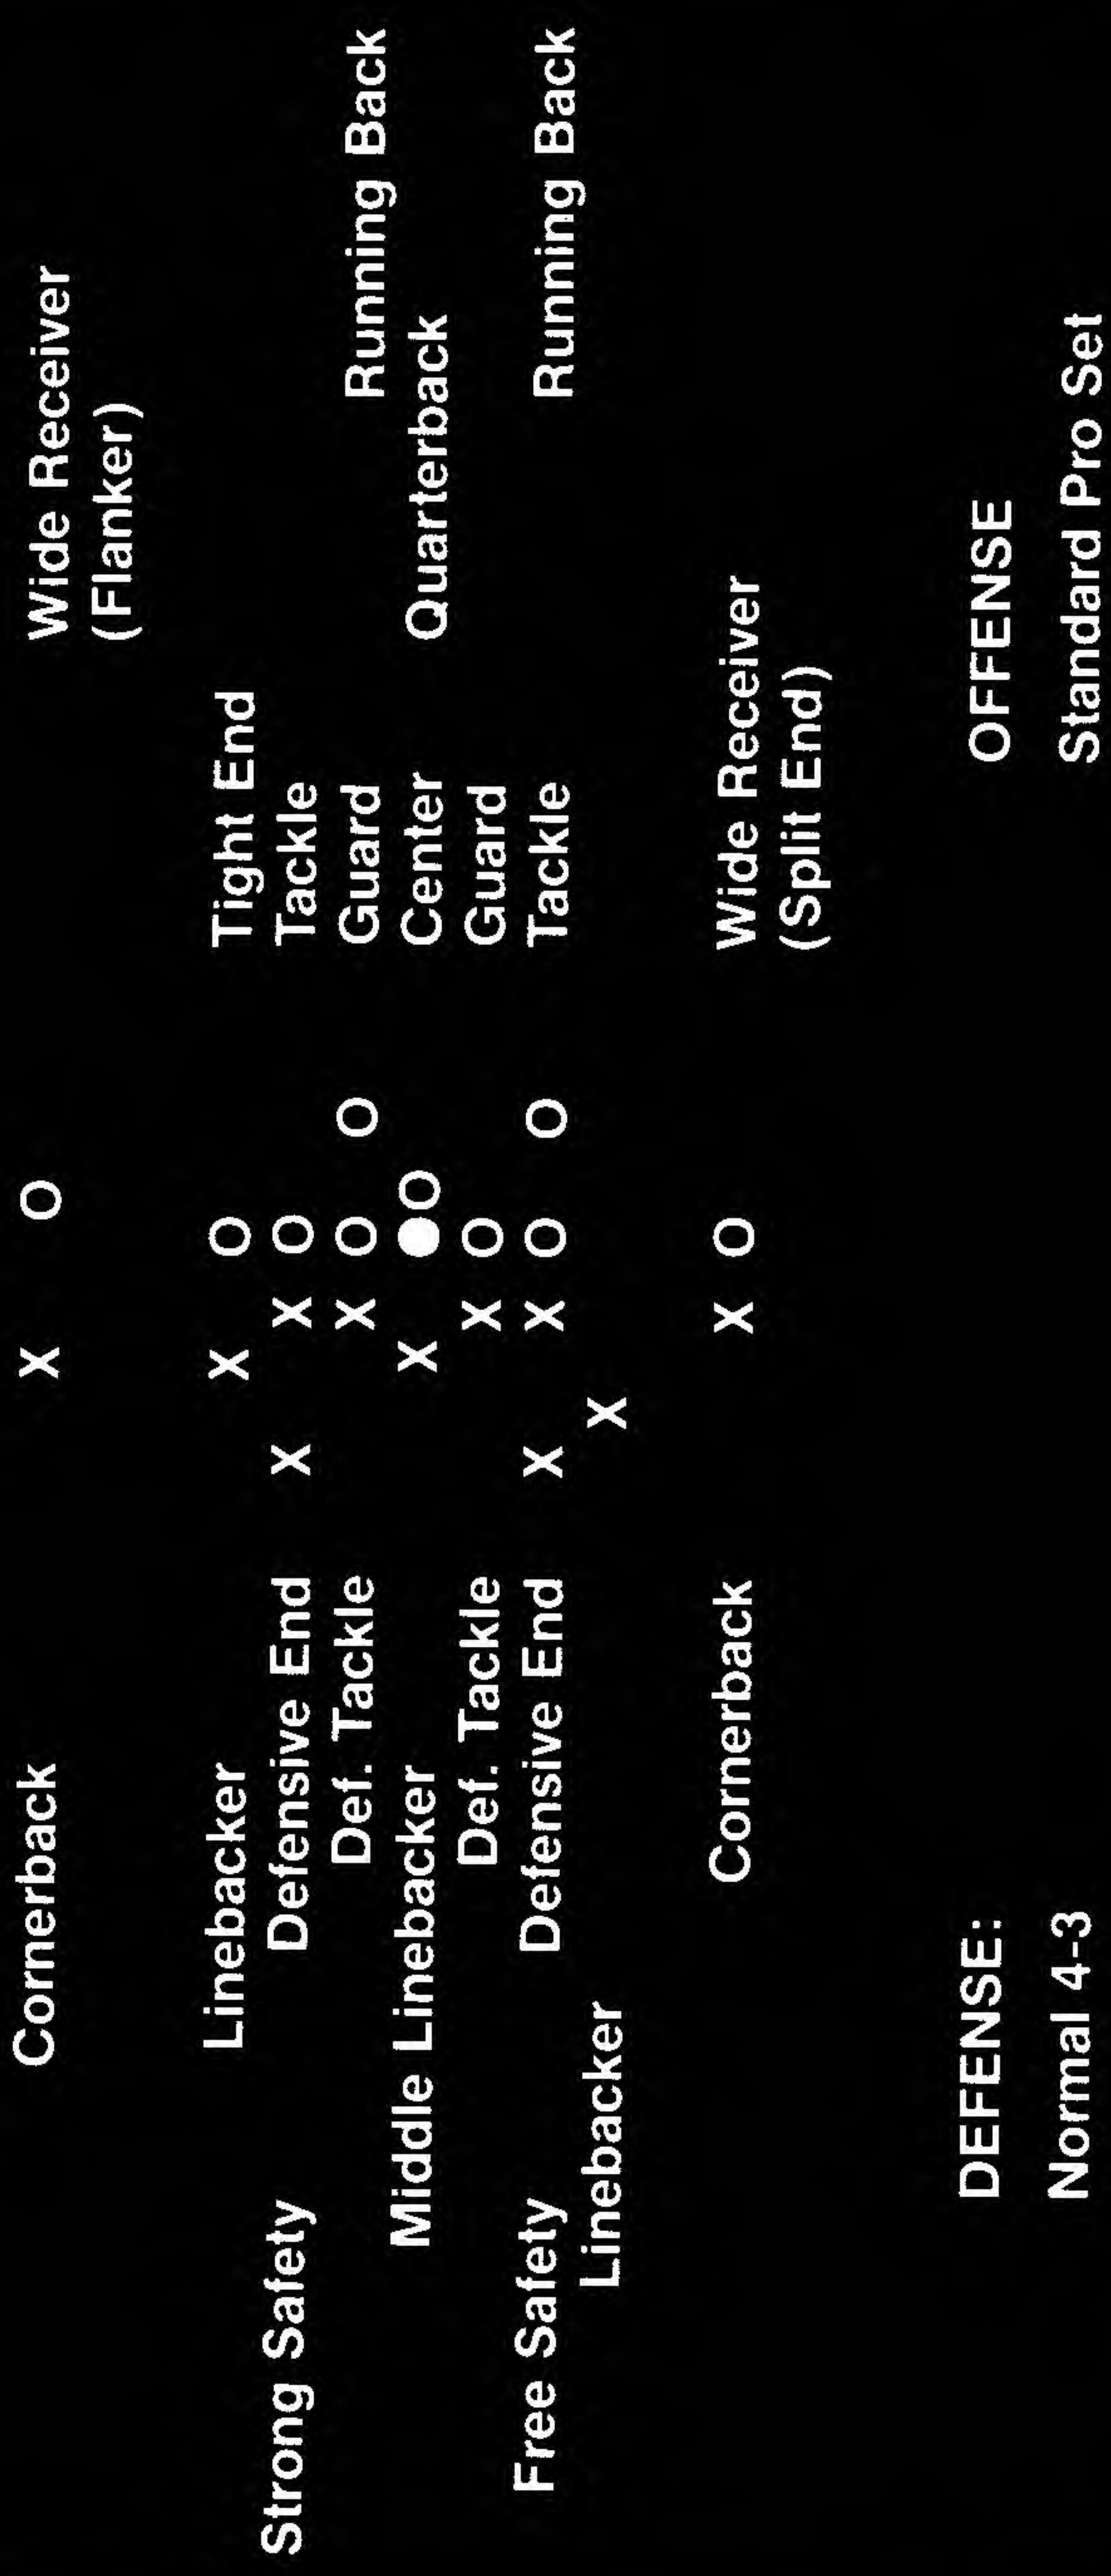 Cornerback X O Wide Receiver
(Flanker)
Linebacker X O Tight End
Strong Safety Defensive End X X O Tackle
Def. Tackle X O O Guard Running Back
Middle Linebacker X ● O Center Quarterback
Def. Tackle X O Guard
Free Safety Defensive End X X O O Tackle Running Back
Linebacker X
Cornerback X O Wide Receiver
(Split End)
DEFENSE: OFFENSE
Normal 4-3 Standard Pro Set